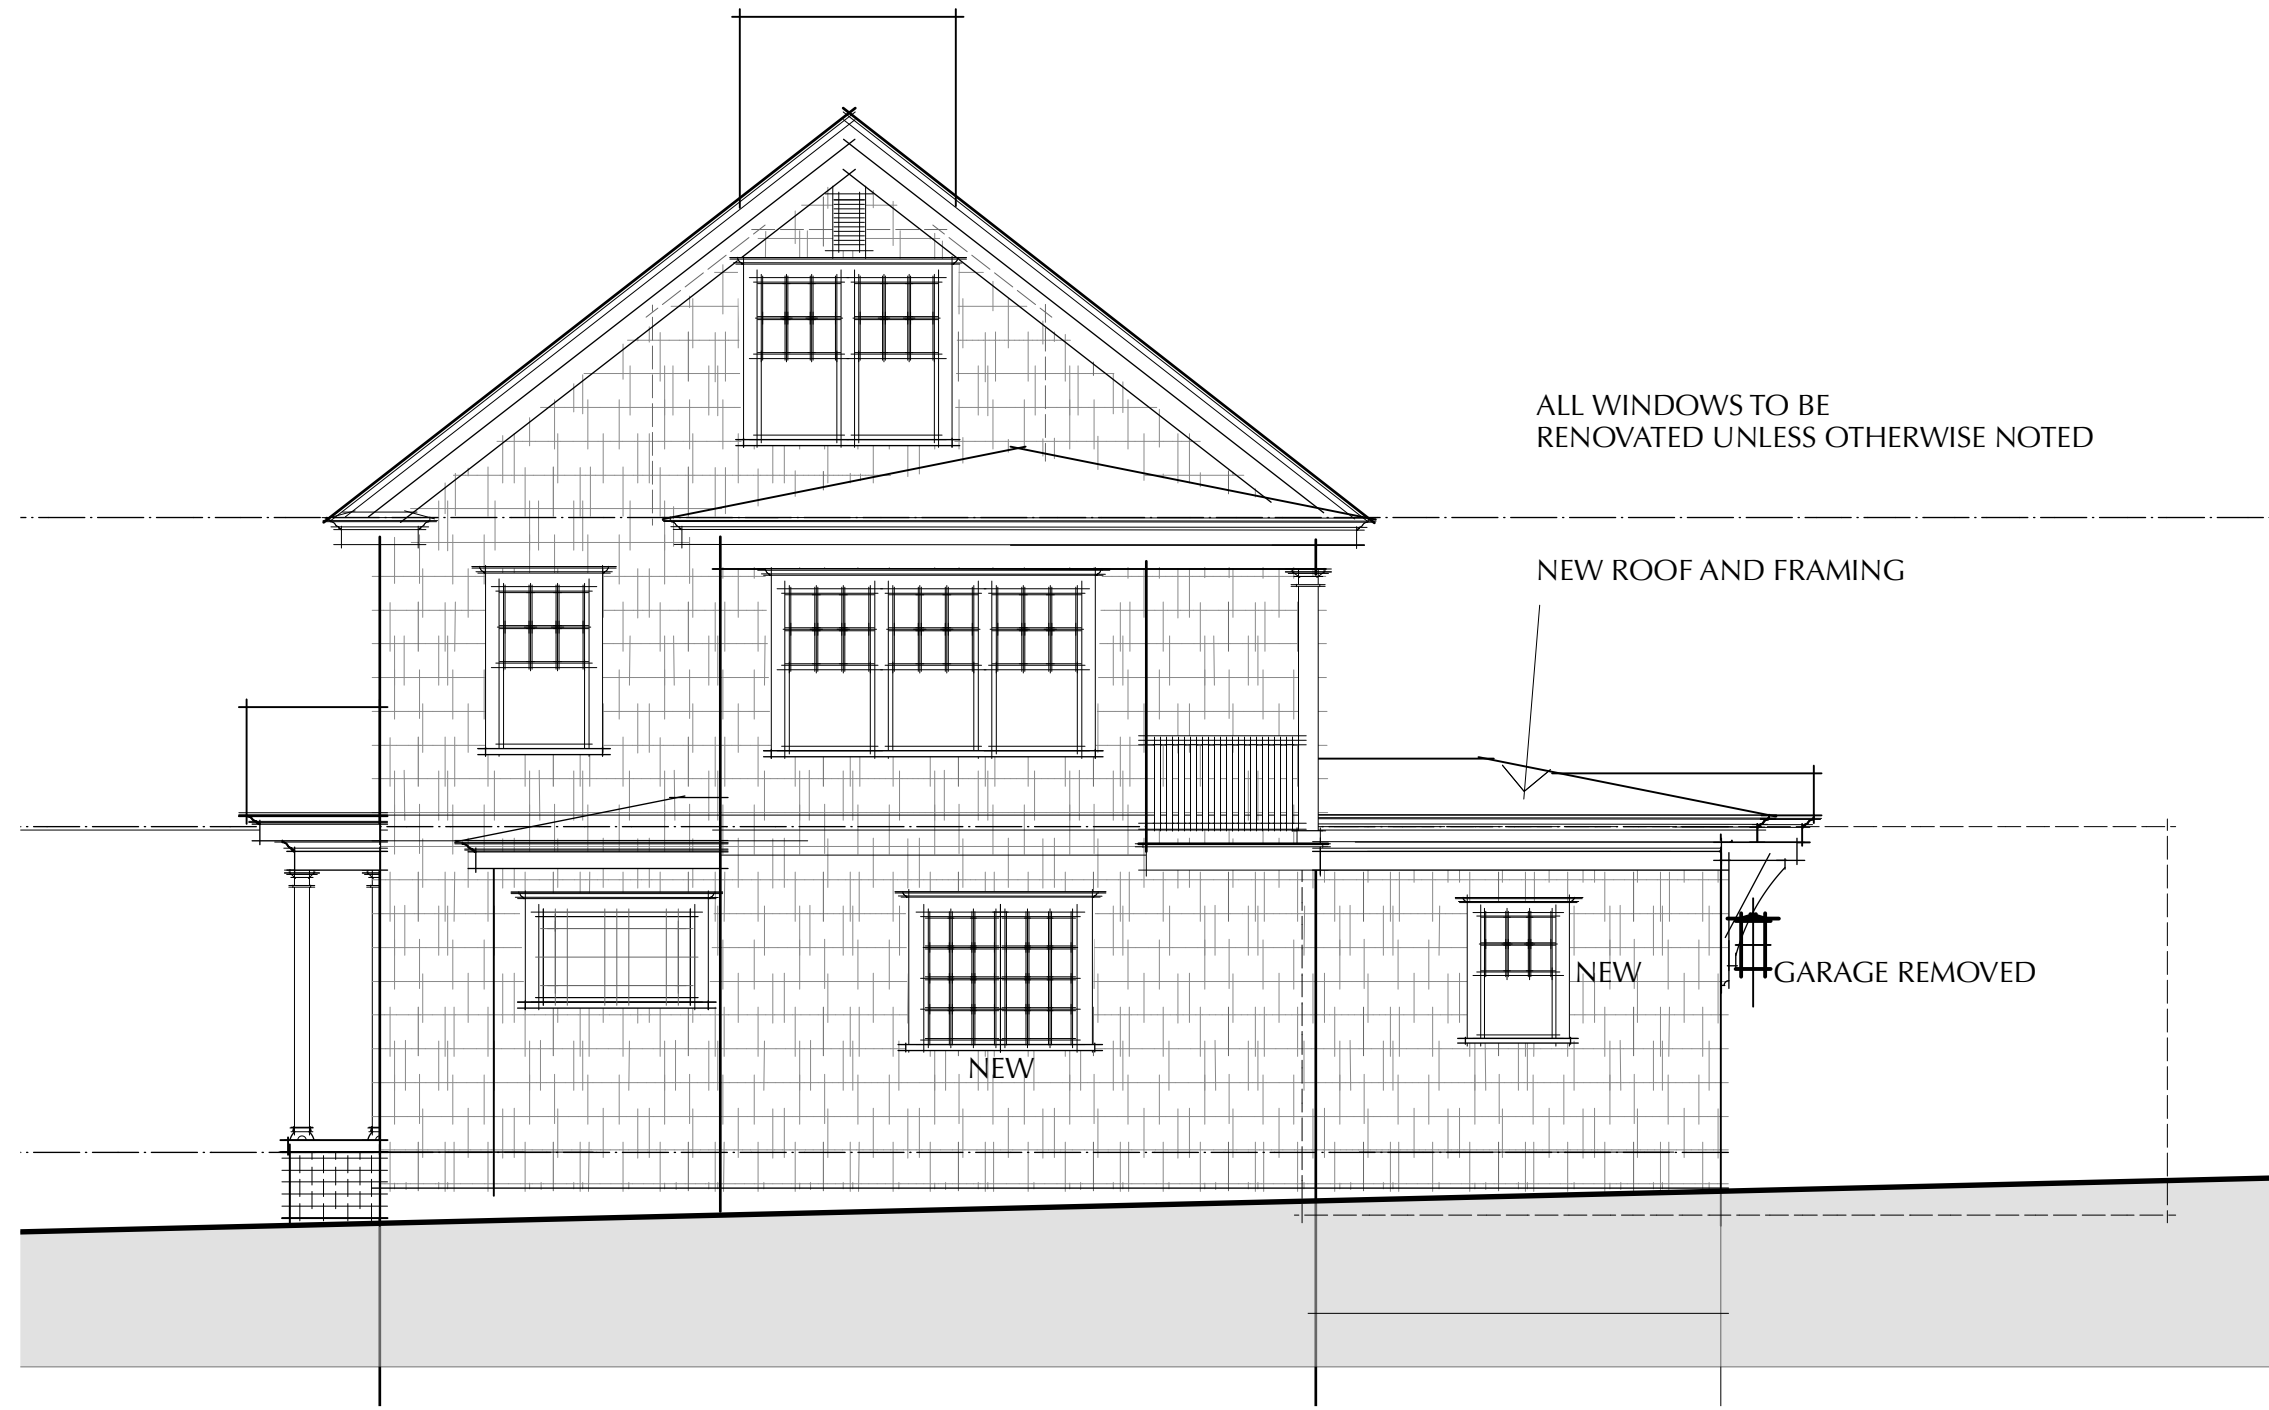 ALL WINDOWS TO BE
RENOVATED UNLESS OTHERWISE NOTED
NEW ROOF AND FRAMING
NEW
GARAGE REMOVED
NEW